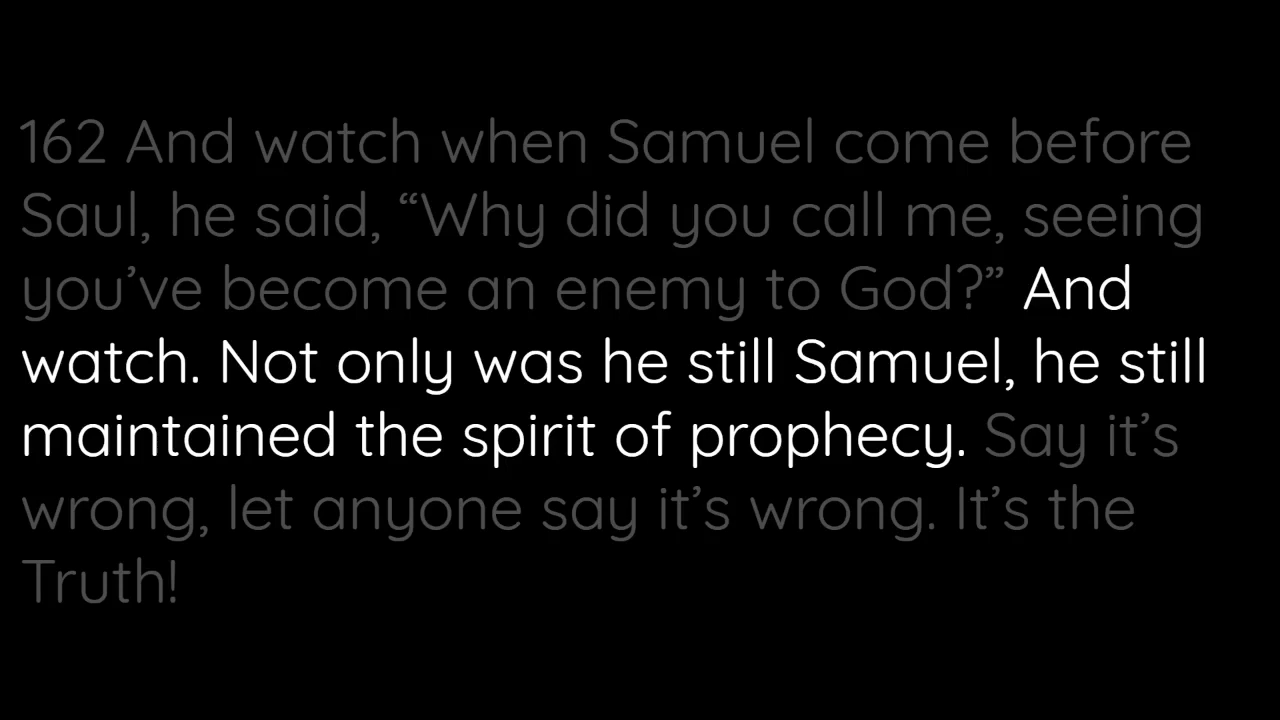 162 And watch when Samuel come before
Saul, he said, “Why did you call me, seeing
you’ve become an enemy to God?” And
watch. Not only was he still Samuel, he still
maintained the spirit of prophecy. Say it’s
wrong, let anyone say it’s wrong. It’s the
Truth!